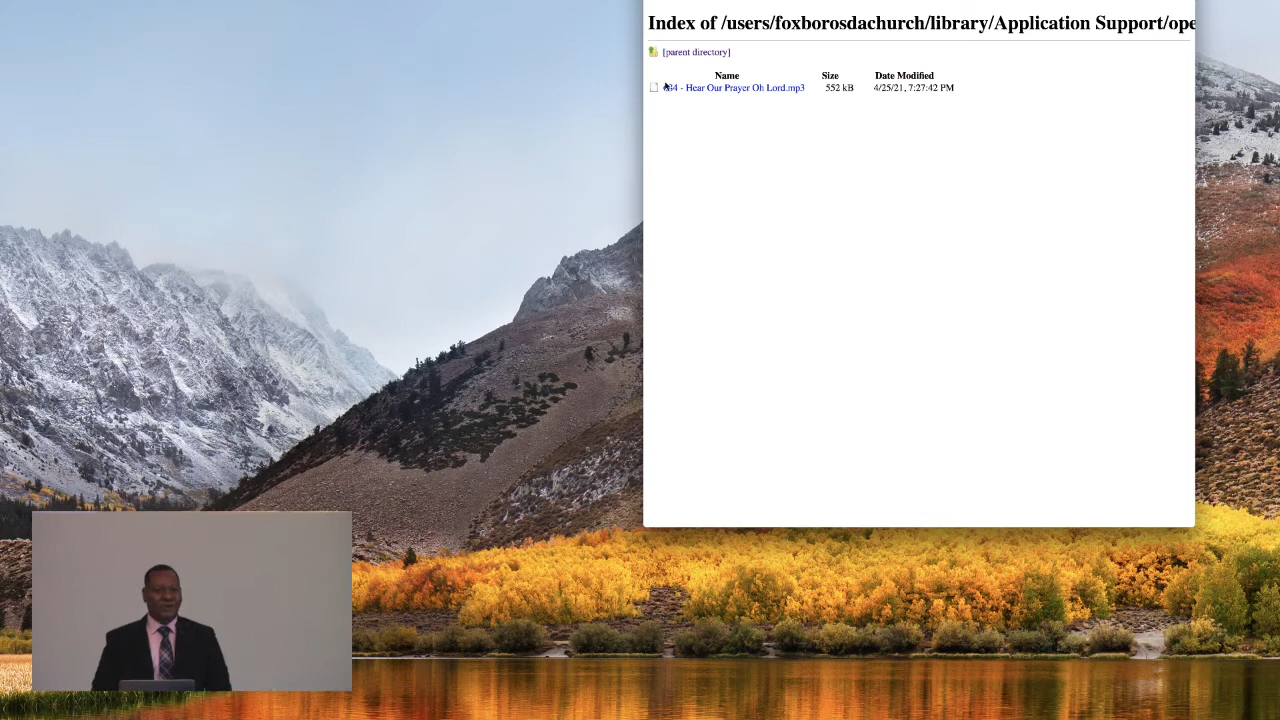 Index of /users/foxborosdachurch/library/Application Support/ope
[parent directory]
Name Size Date Modified
- Hear Our Prayer Oh Lord.mp3 552 kB 4/25/21, 7:27:42 PM